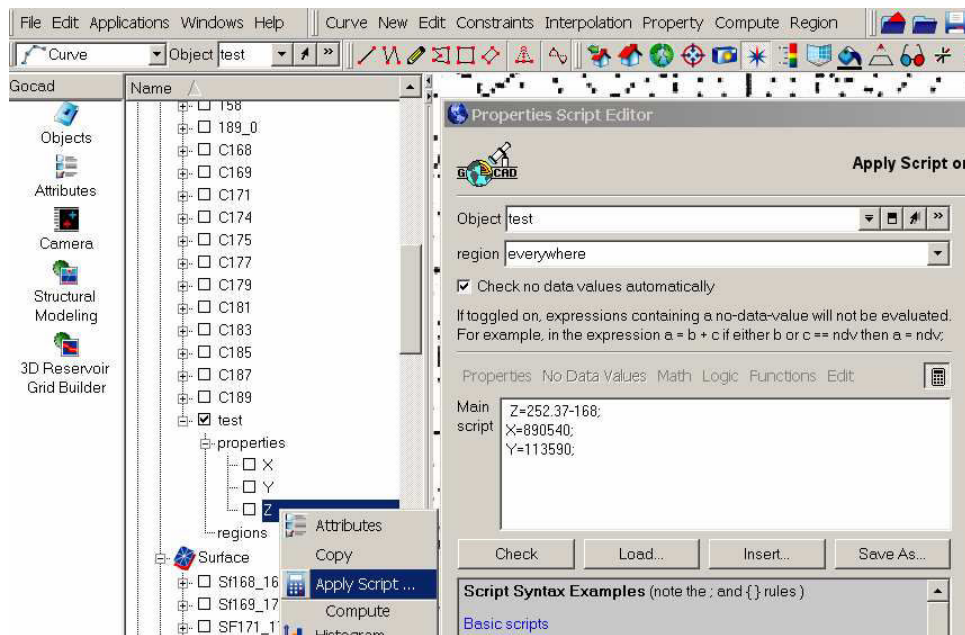 File Edit Applications Windows Help Curve New Edit Constraints Interpolation Property Compute Region
Curve Object test »
Gocad
Objects
Attributes
Camera
Structural
Modeling
3D Reservoir
Grid Builder
Name
158
189_0
C168
C169
C171
C174
C175
C177
C179
C181
C183
C185
C187
C189
test
properties
X
Y
Z
regions
Surface
Sf168_16
Sf169_17
SF171_1
Attributes
Copy
Apply Script ...
Compute
Histogram
Properties Script Editor
GOCAD
Apply Script o
Object test »
region everywhere
Check no data values automatically
If toggled on, expressions containing a no-data-value will not be evaluated.
For example, in the expression a = b + c if either b or c == ndv then a = ndv;
Properties No Data Values Math Logic Functions Edit
Main
script
Z=252.37-168;
X=890540;
Y=113590;
Check Load... Insert... Save As...
Script Syntax Examples (note the ; and { } rules )
Basic scripts